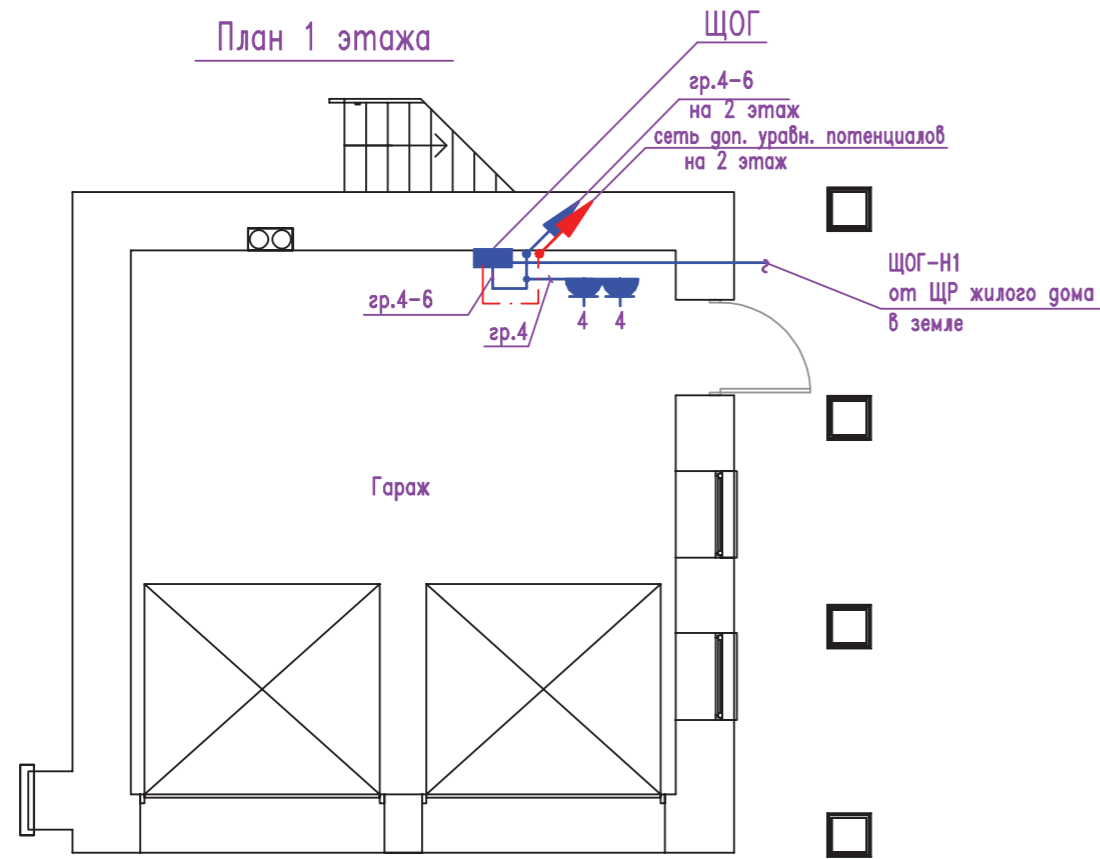 План 1 этажа
ЩОГ
гр.4-6
на 2 этаж
сеть доп. уравн. потенциалов
на 2 этаж
ЩОГ-Н1
от ЩР жилого дома
в земле
гр.4-6
гр.4
4 4
Гараж